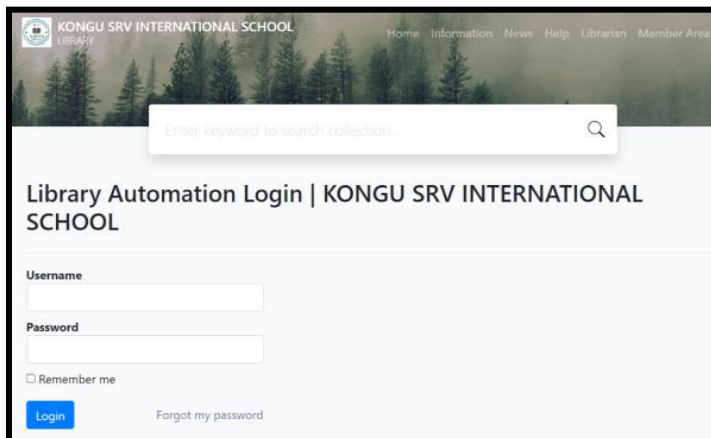 KONGU SRV INTERNATIONAL SCHOOL
LIBRARY
Home Information News Help Librarian Member Area
Enter keyword to search collection...
Library Automation Login | KONGU SRV INTERNATIONAL
SCHOOL
Username
Password
Remember me
Login Forgot my password